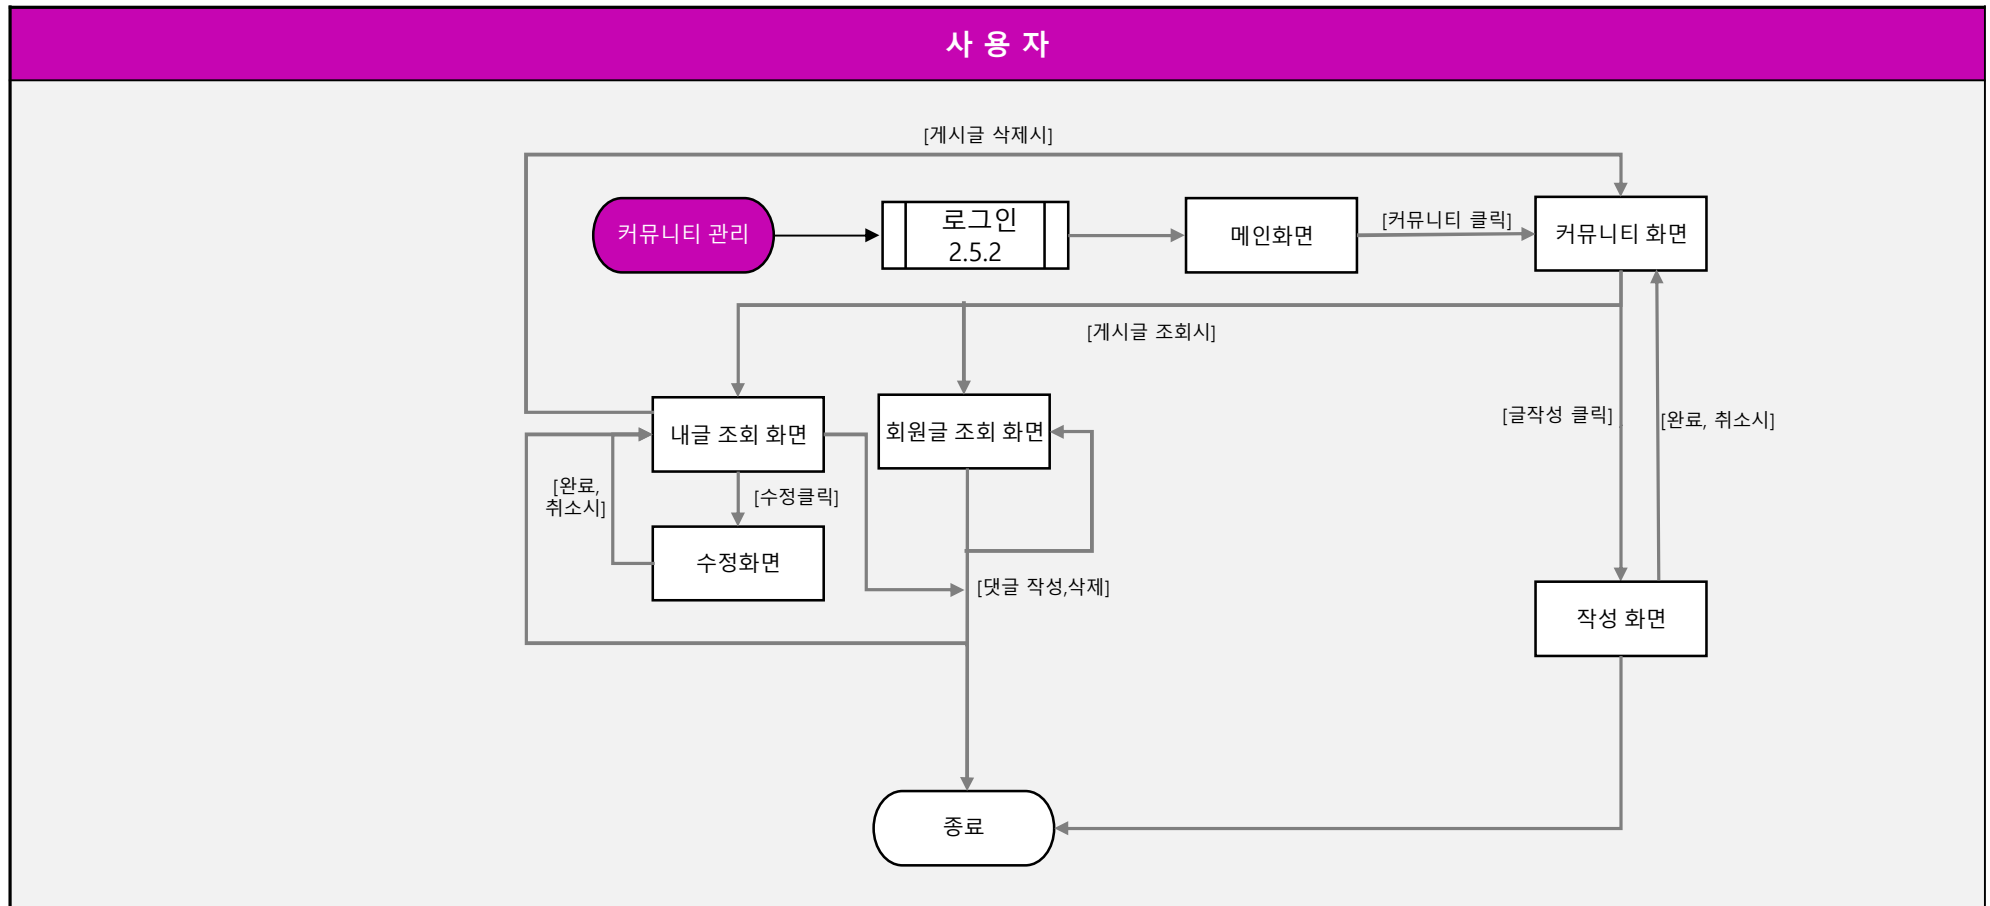 사 용 자
[게시글 삭제시]
커뮤니티 관리
로그인
2.5.2
메인화면
[커뮤니티 클릭]
커뮤니티 화면
[게시글 조회시]
내글 조회 화면
회원글 조회 화면
[글작성 클릭]
[완료, 취소시]
[완료,
취소시]
[수정클릭]
수정화면
[댓글 작성,삭제]
작성 화면
종료